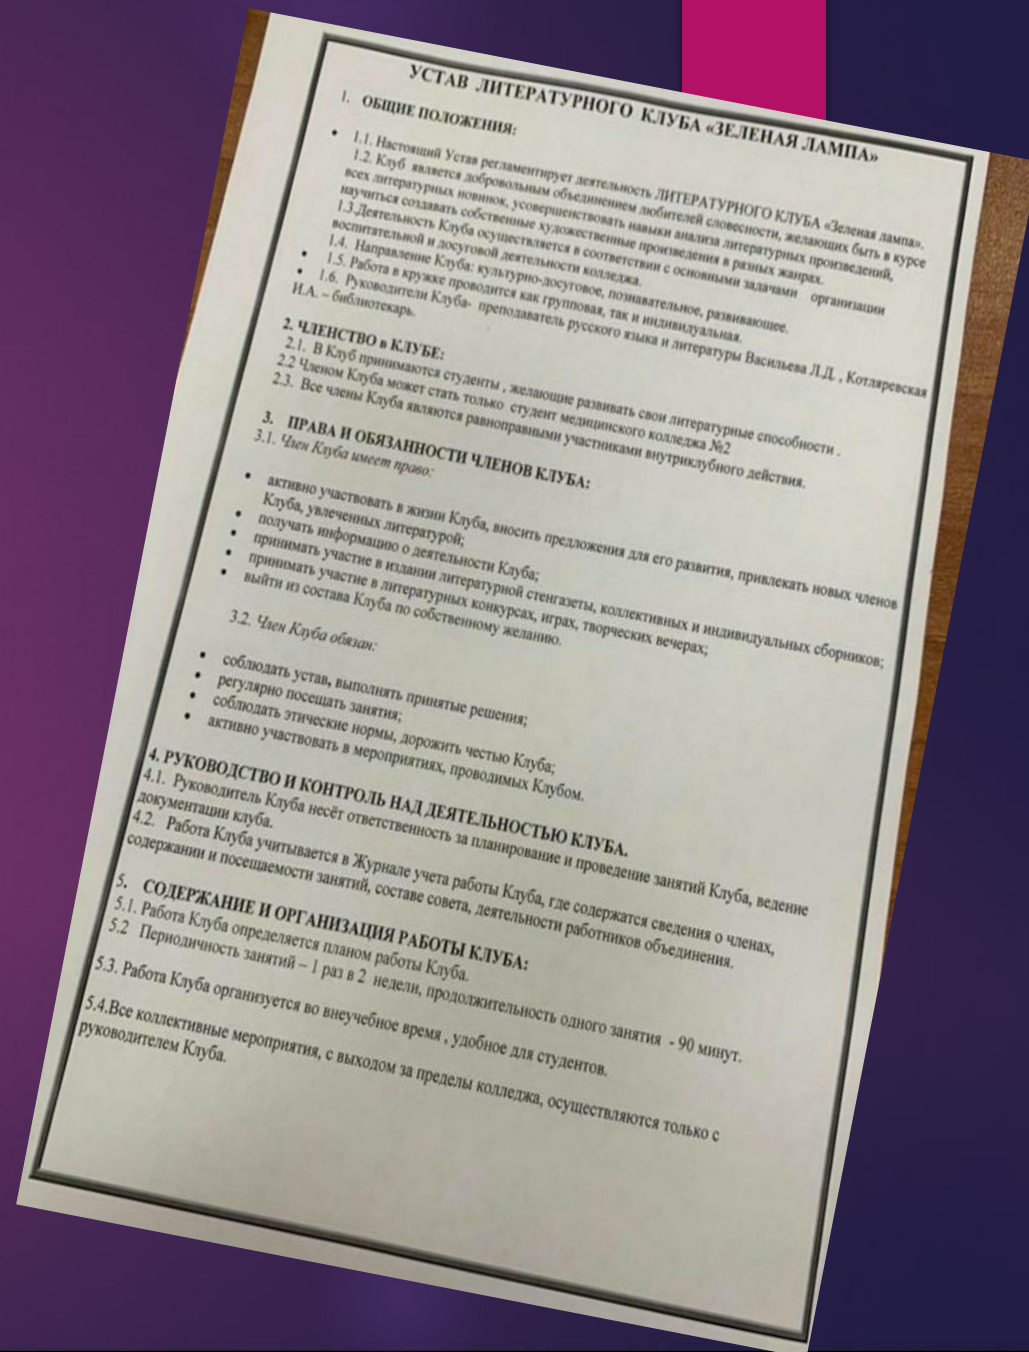 УСТАВ ЛИТЕРАТУРНОГО КЛУБА «ЗЕЛЕНАЯ ЛАМПА»
1. ОБЩИЕ ПОЛОЖЕНИЯ:
• 1.1. Настоящий Устав регламентирует деятельность ЛИТЕРАТУРНОГО КЛУБА «Зеленая лампа».
1.2. Клуб является добровольным объединением любителей словесности, желающих быть в курсе
всех литературных новинок, усовершенствовать навыки анализа литературных произведений,
научиться создавать собственные художественные произведения в разных жанрах.
1.3.Деятельность Клуба осуществляется в соответствии с основными задачами организации
воспитательной и досуговой деятельности колледжа.
1.4. Направление Клуба: культурно-досуговое, познавательное, развивающее.
• 1.5. Работа в кружке проводится как групповая, так и индивидуальная.
• 1.6. Руководители Клуба- преподаватель русского языка и литературы Васильева Л.Д. , Котляревская
И.А. – библиотекарь.
2. ЧЛЕНСТВО в КЛУБЕ:
2.1. В Клуб принимаются студенты , желающие развивать свои литературные способности .
2.2 Членом Клуба может стать только студент медицинского колледжа №2
2.3. Все члены Клуба являются равноправными участниками внутриклубного действия.
3. ПРАВА И ОБЯЗАННОСТИ ЧЛЕНОВ КЛУБА:
3.1. Член Клуба имеет право:
• активно участвовать в жизни Клуба, вносить предложения для его развития, привлекать новых членов
Клуба, увлеченных литературой;
• получать информацию о деятельности Клуба;
• принимать участие в издании литературной стенгазеты, коллективных и индивидуальных сборников;
• принимать участие в литературных конкурсах, играх, творческих вечерах;
• выйти из состава Клуба по собственному желанию.
3.2. Член Клуба обязан:
• соблюдать устав, выполнять принятые решения;
• регулярно посещать занятия;
• соблюдать этические нормы, дорожить честью Клуба;
• активно участвовать в мероприятиях, проводимых Клубом.
4. РУКОВОДСТВО И КОНТРОЛЬ НАД ДЕЯТЕЛЬНОСТЬЮ КЛУБА.
4.1. Руководитель Клуба несёт ответственность за планирование и проведение занятий Клуба, ведение
документации клуба.
4.2. Работа Клуба учитывается в Журнале учета работы Клуба, где содержатся сведения о членах,
содержании и посещаемости занятий, составе совета, деятельности работников объединения.
5. СОДЕРЖАНИЕ И ОРГАНИЗАЦИЯ РАБОТЫ КЛУБА:
5.1. Работа Клуба определяется планом работы Клуба.
5.2 Периодичность занятий – 1 раз в 2 недели, продолжительность одного занятия - 90 минут.
5.3. Работа Клуба организуется во внеучебное время , удобное для студентов.
5.4.Все коллективные мероприятия, с выходом за пределы колледжа, осуществляются только с
руководителем Клуба.